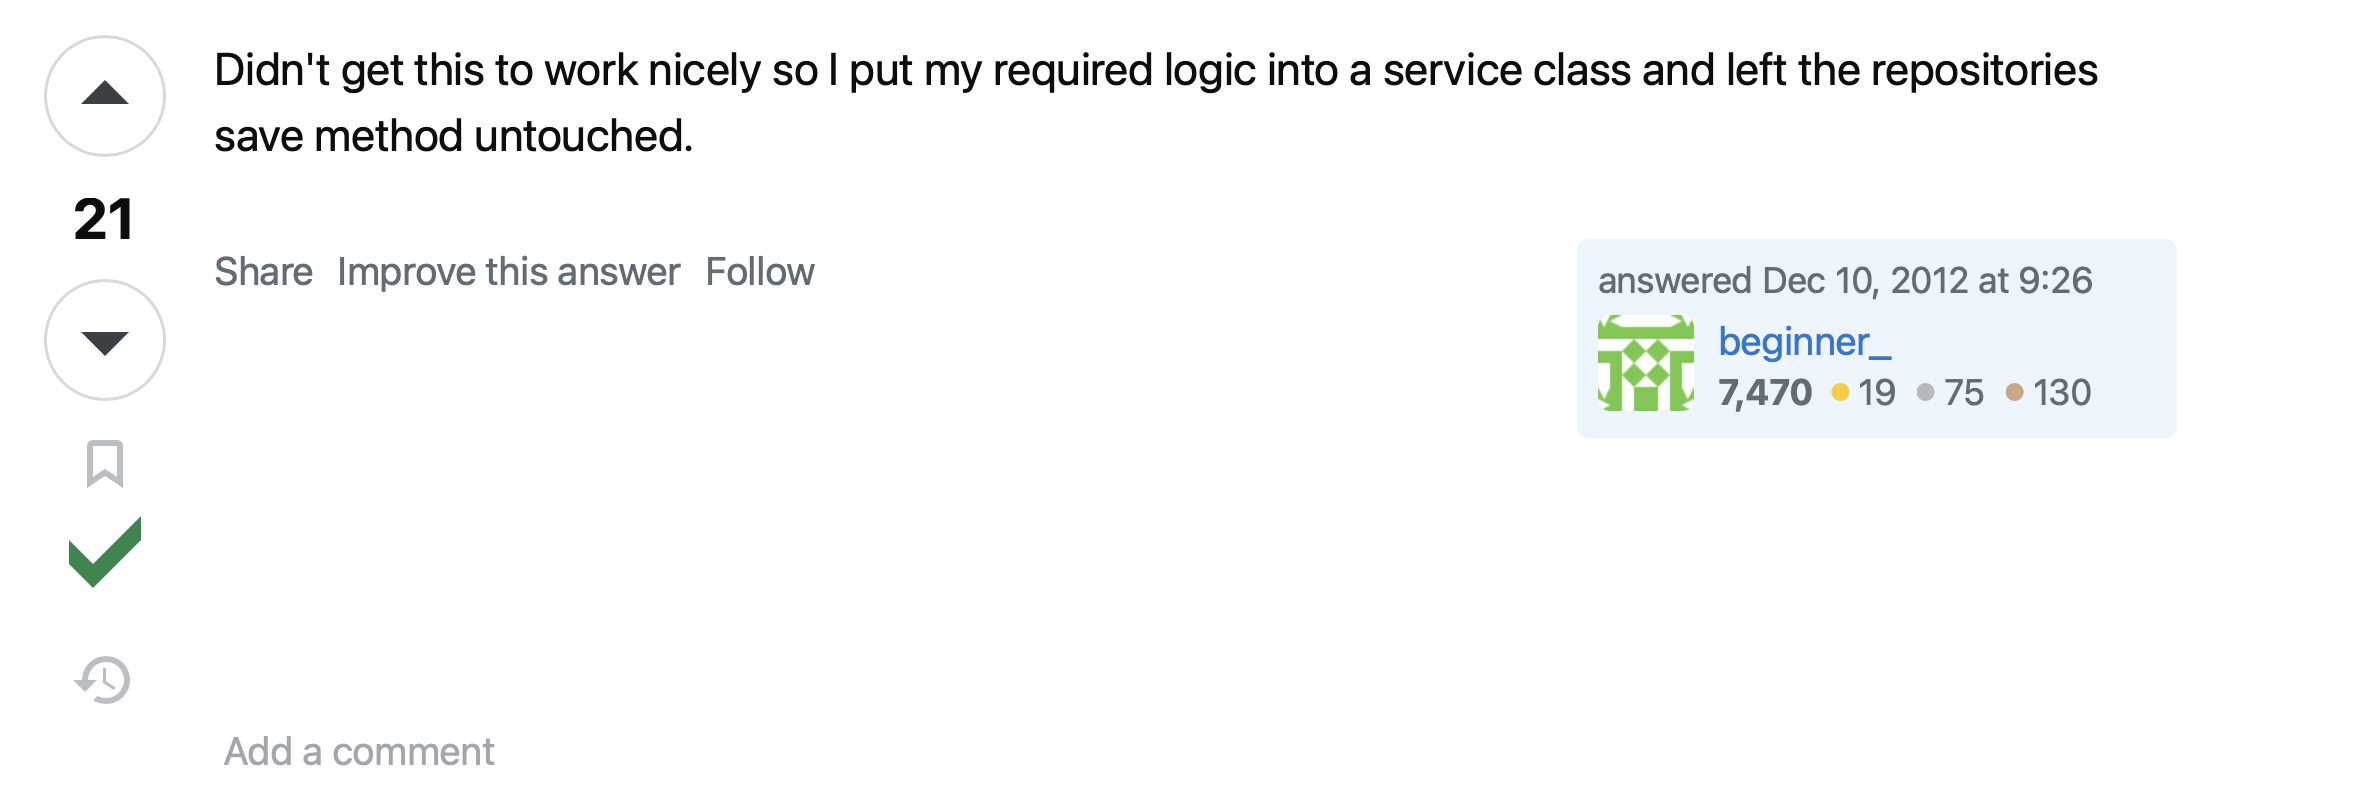 Didn't get this to work nicely so I put my required logic into a service class and left the repositories
save method untouched.
21
Share Improve this answer Follow
answered Dec 10, 2012 at 9:26
beginner_
7,470 19 75 130
Add a comment